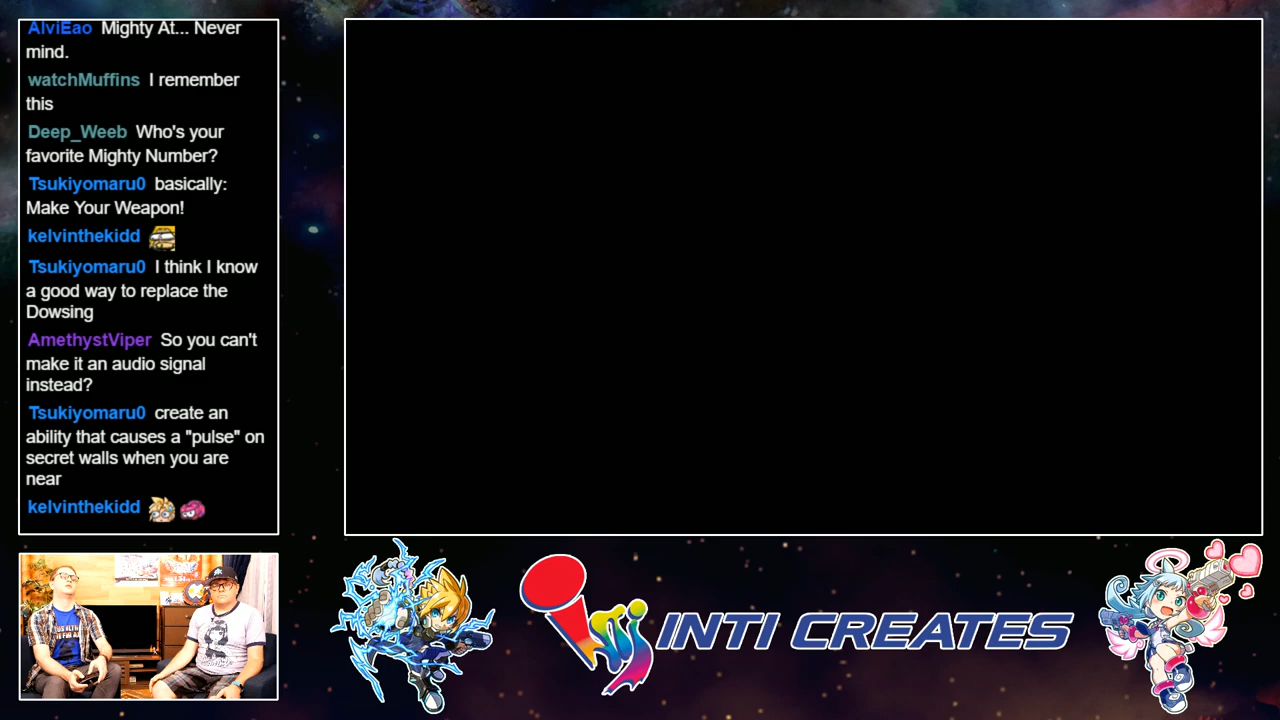 AlviEao Mighty At... Never
mind.
watchMuffins I remember
this
Deep_Weeb Who's your
favorite Mighty Number?
Tsukiyomaru0 basically:
Make Your Weapon!
kelvinthekidd
Tsukiyomaru0 I think I know
a good way to replace the
Dowsing
AmethystViper So you can't
make it an audio signal
instead?
Tsukiyomaru0 create an
ability that causes a "pulse" on
secret walls when you are
near
kelvinthekidd
inti
INTI CREATES